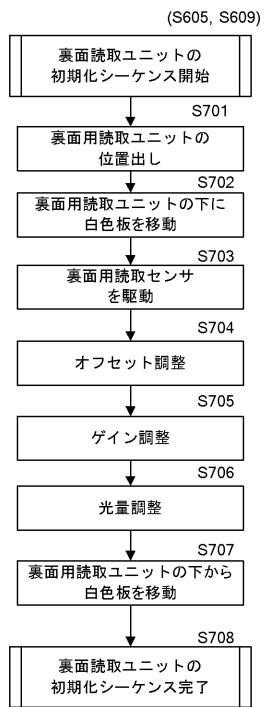 (S605, S609)
裏面読取ユニットの
初期化シーケンス開始
S701
裏面用読取ユニットの
位置出し
S702
裏面用読取ユニットの下に
白色板を移動
S703
裏面用読取センサ
を駆動
S704
オフセット調整
S705
ゲイン調整
S706
光量調整
S707
裏面用読取ユニットの下から
白色板を移動
S708
裏面読取ユニットの
初期化シーケンス完了